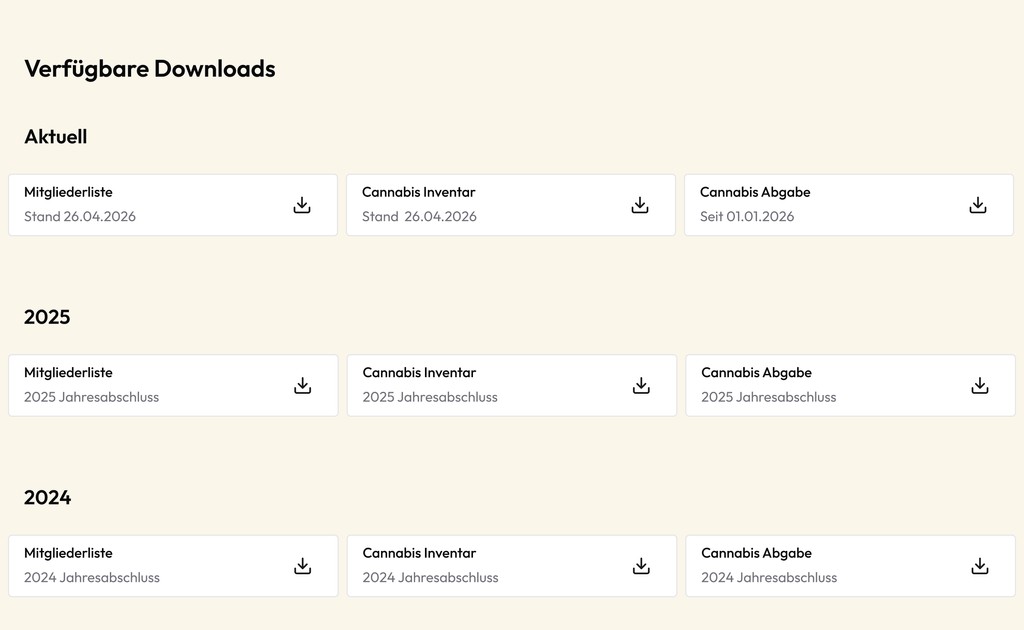 Verfügbare Downloads
Aktuell
Mitgliederliste
Stand 26.04.2026
Cannabis Inventar
Stand  26.04.2026
Cannabis Abgabe
Seit 01.01.2026
2025
Mitgliederliste
2025 Jahresabschluss
Cannabis Inventar
2025 Jahresabschluss
Cannabis Abgabe
2025 Jahresabschluss
2024
Mitgliederliste
2024 Jahresabschluss
Cannabis Inventar
2024 Jahresabschluss
Cannabis Abgabe
2024 Jahresabschluss